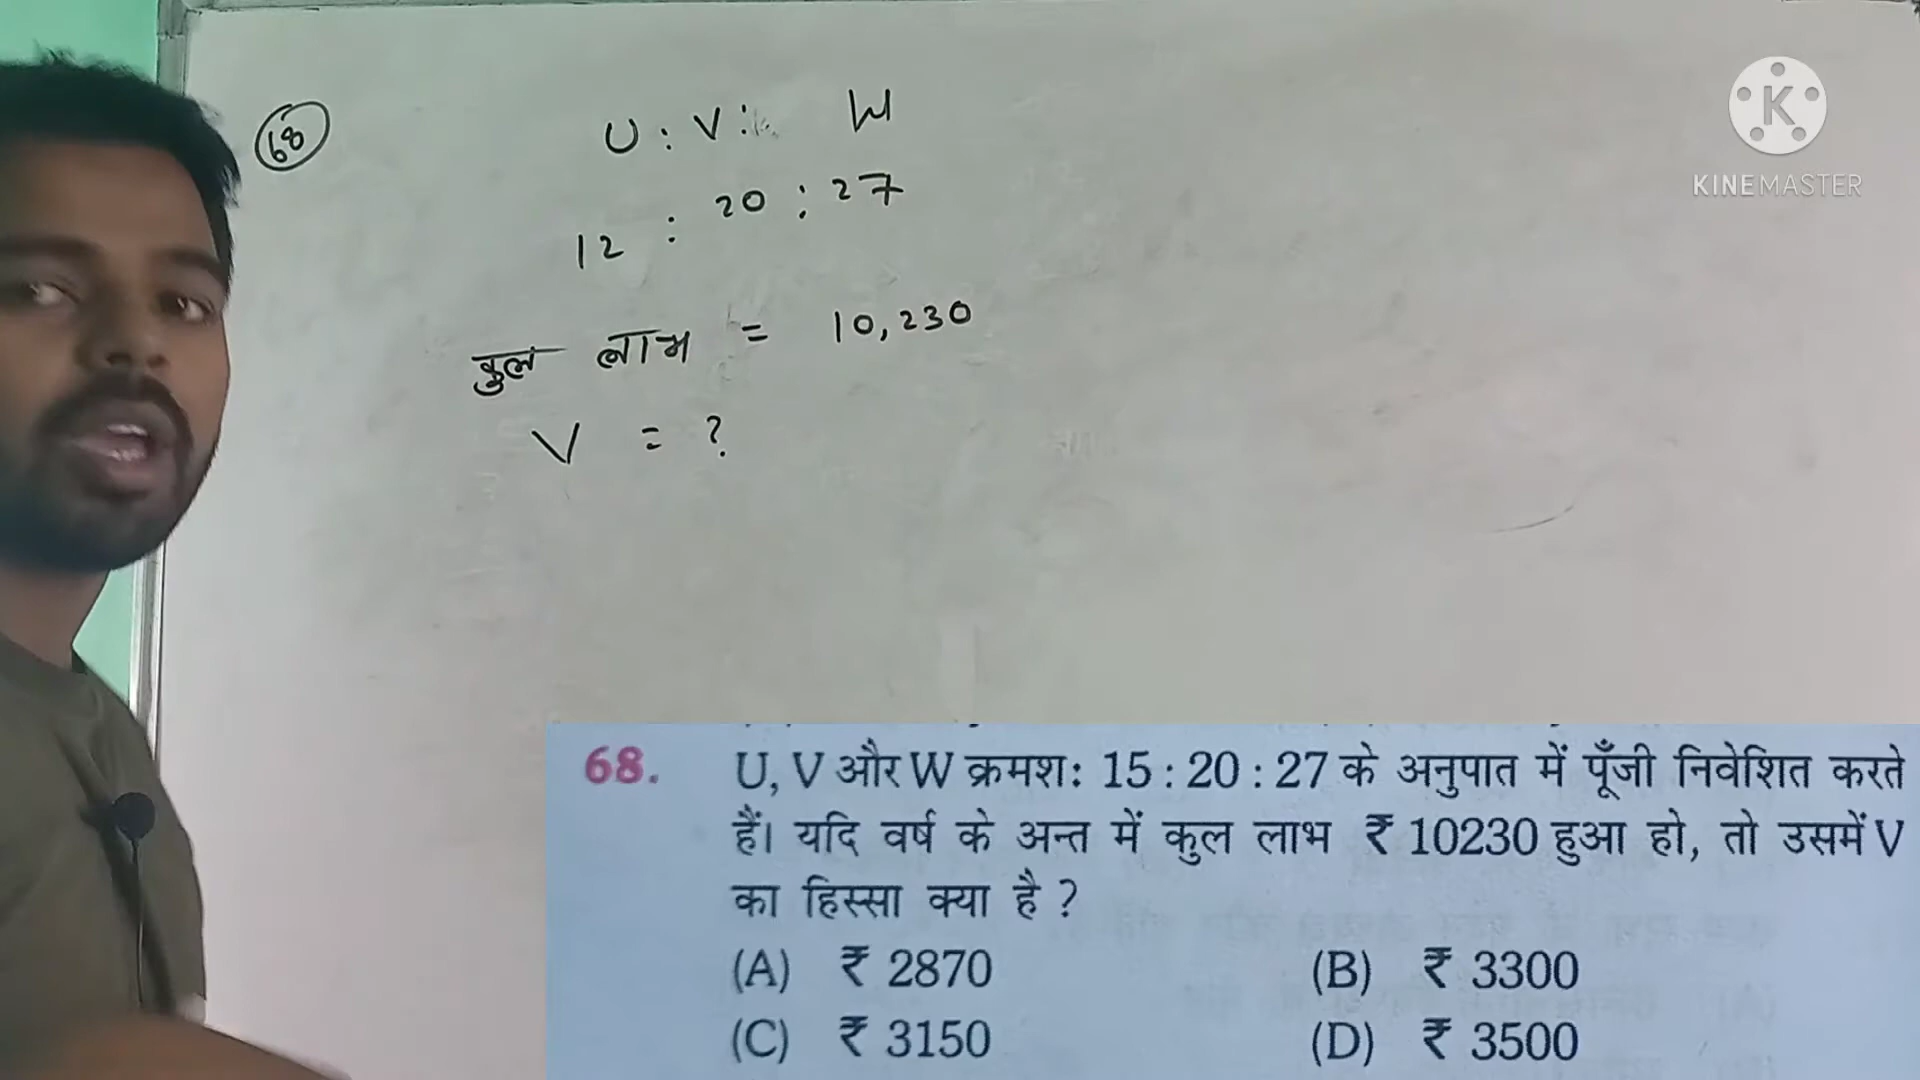 68
U : V : W
12 : 20 : 27
कुल लाभ = 10,230
V = ?
K
KINEMASTER
68. U, V और W क्रमशः 15 : 20 : 27 के अनुपात में पूँजी निवेशित करते
हैं। यदि वर्ष के अन्त में कुल लाभ ₹ 10230 हुआ हो, तो उसमें V
का हिस्सा क्या है ?
(A) ₹ 2870 (B) ₹ 3300
(C) ₹ 3150 (D) ₹ 3500